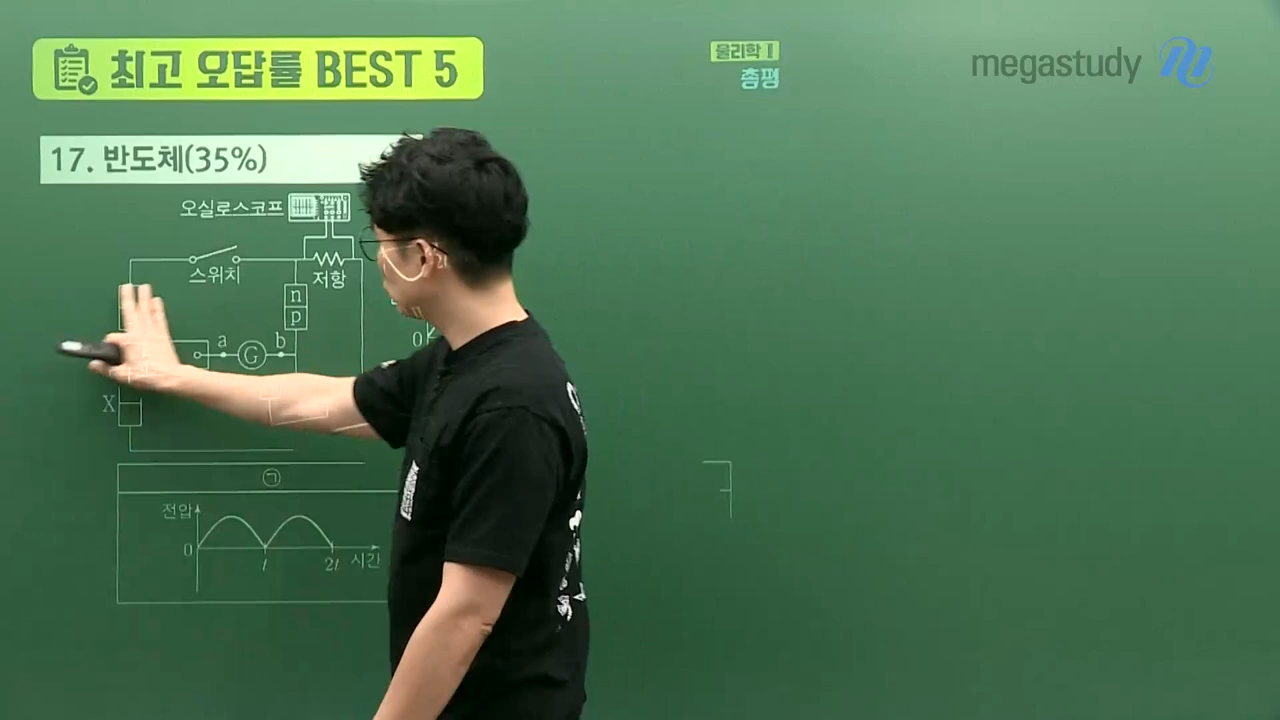 최고 오답률 BEST 5
물리학 Ⅱ
총평
megastudy
17. 반도체(35%)
오실로스코프
스위치
저항
n
p
a
G
b
0
X
㉠
전압
0
t
2t
시간